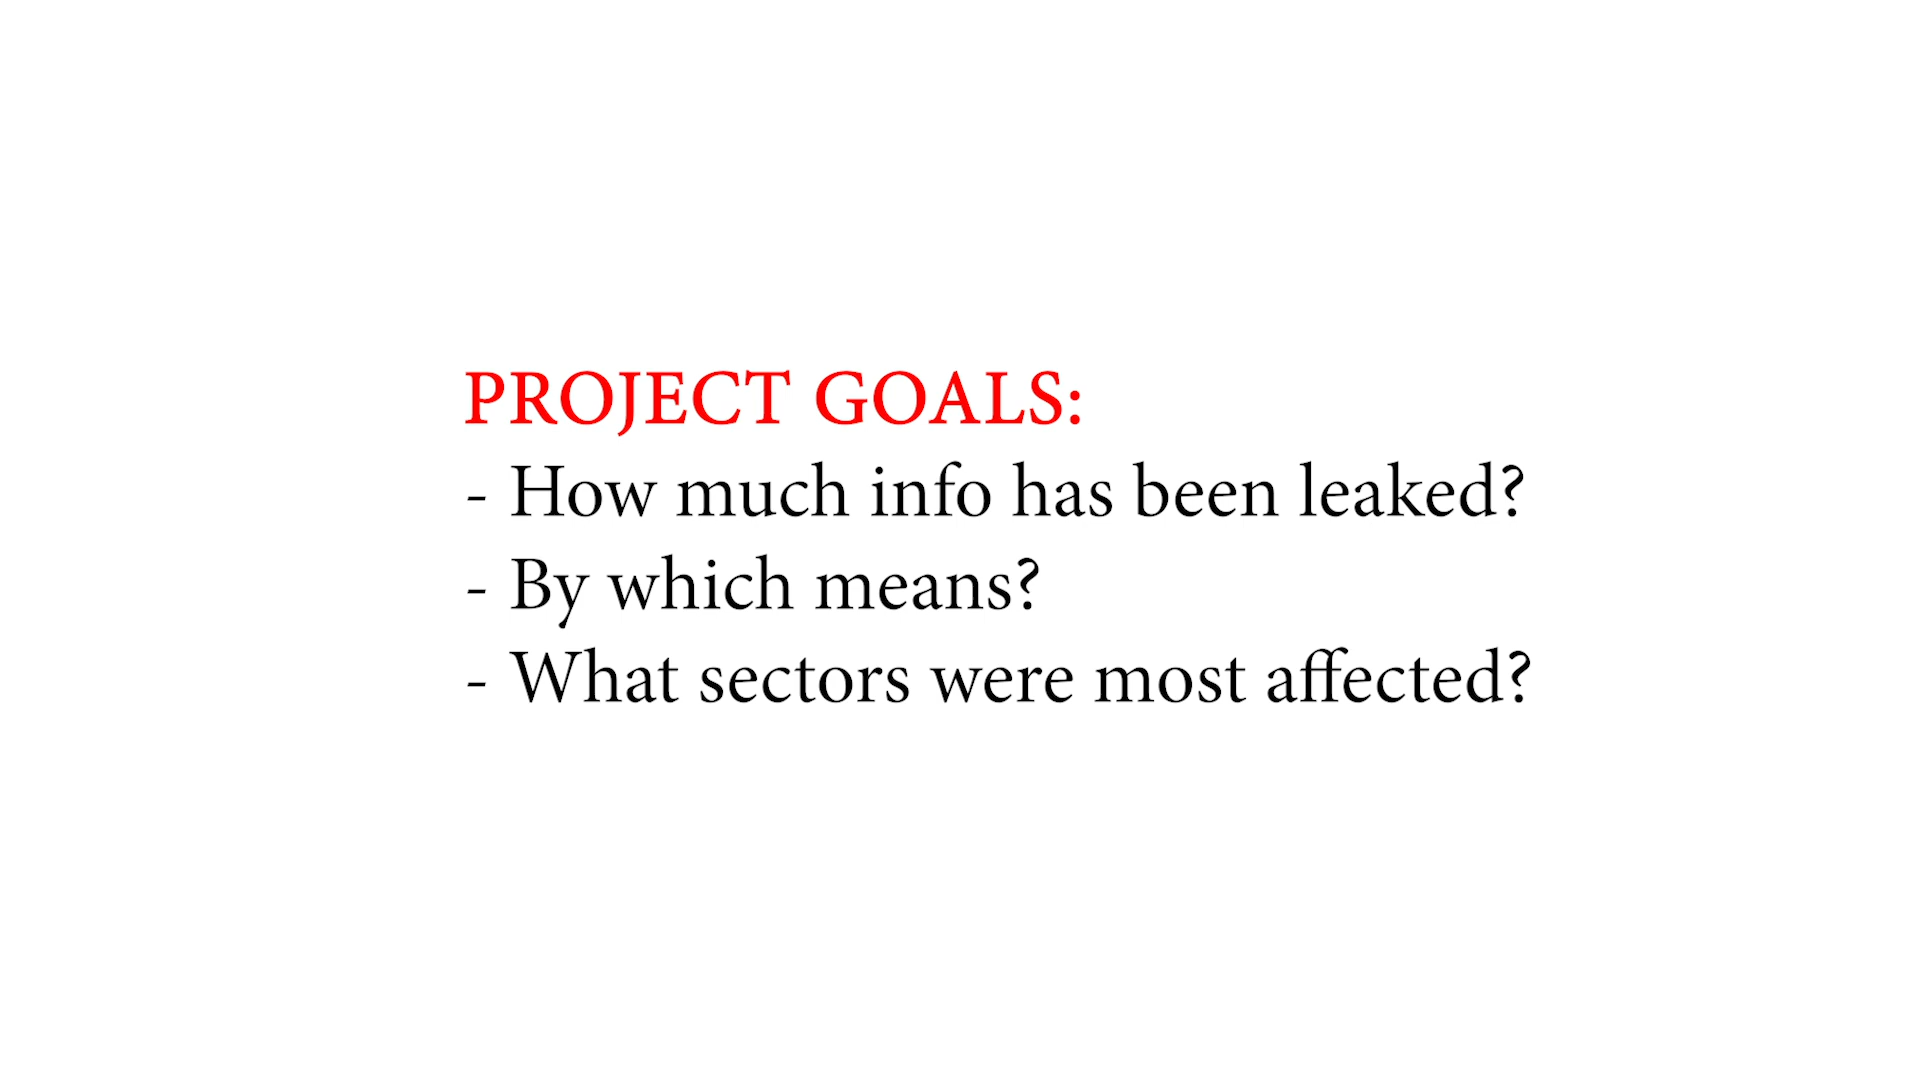 PROJECT GOALS:
- How much info has been leaked?
- By which means?
- What sectors were most affected?